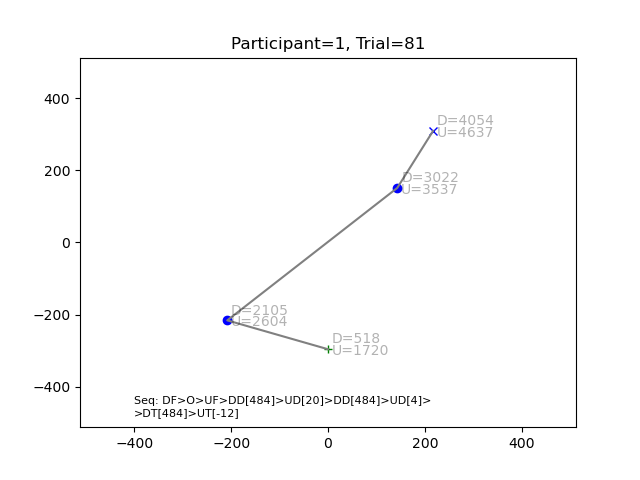 Participant=1, Trial=81
400
200
0
−200
−400
D=4054
U=4637
D=3022
U=3537
D=2105
U=2604
D=518
U=1720
Seq: DF>O>UF>DD[484]>UD[20]>DD[484]>UD[4]>
>DT[484]>UT[-12]
−400 −200 0 200 400